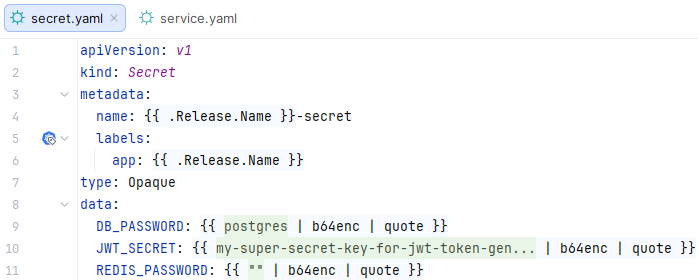 secret.yaml service.yaml
1 apiVersion: v1
2 kind: Secret
3 metadata:
4 name: {{ .Release.Name }}-secret
5 labels:
6 app: {{ .Release.Name }}
7 type: Opaque
8 data:
9 DB_PASSWORD: {{ postgres | b64enc | quote }}
10 JWT_SECRET: {{ my-super-secret-key-for-jwt-token-gen... | b64enc | quote }}
11 REDIS_PASSWORD: {{ "" | b64enc | quote }}